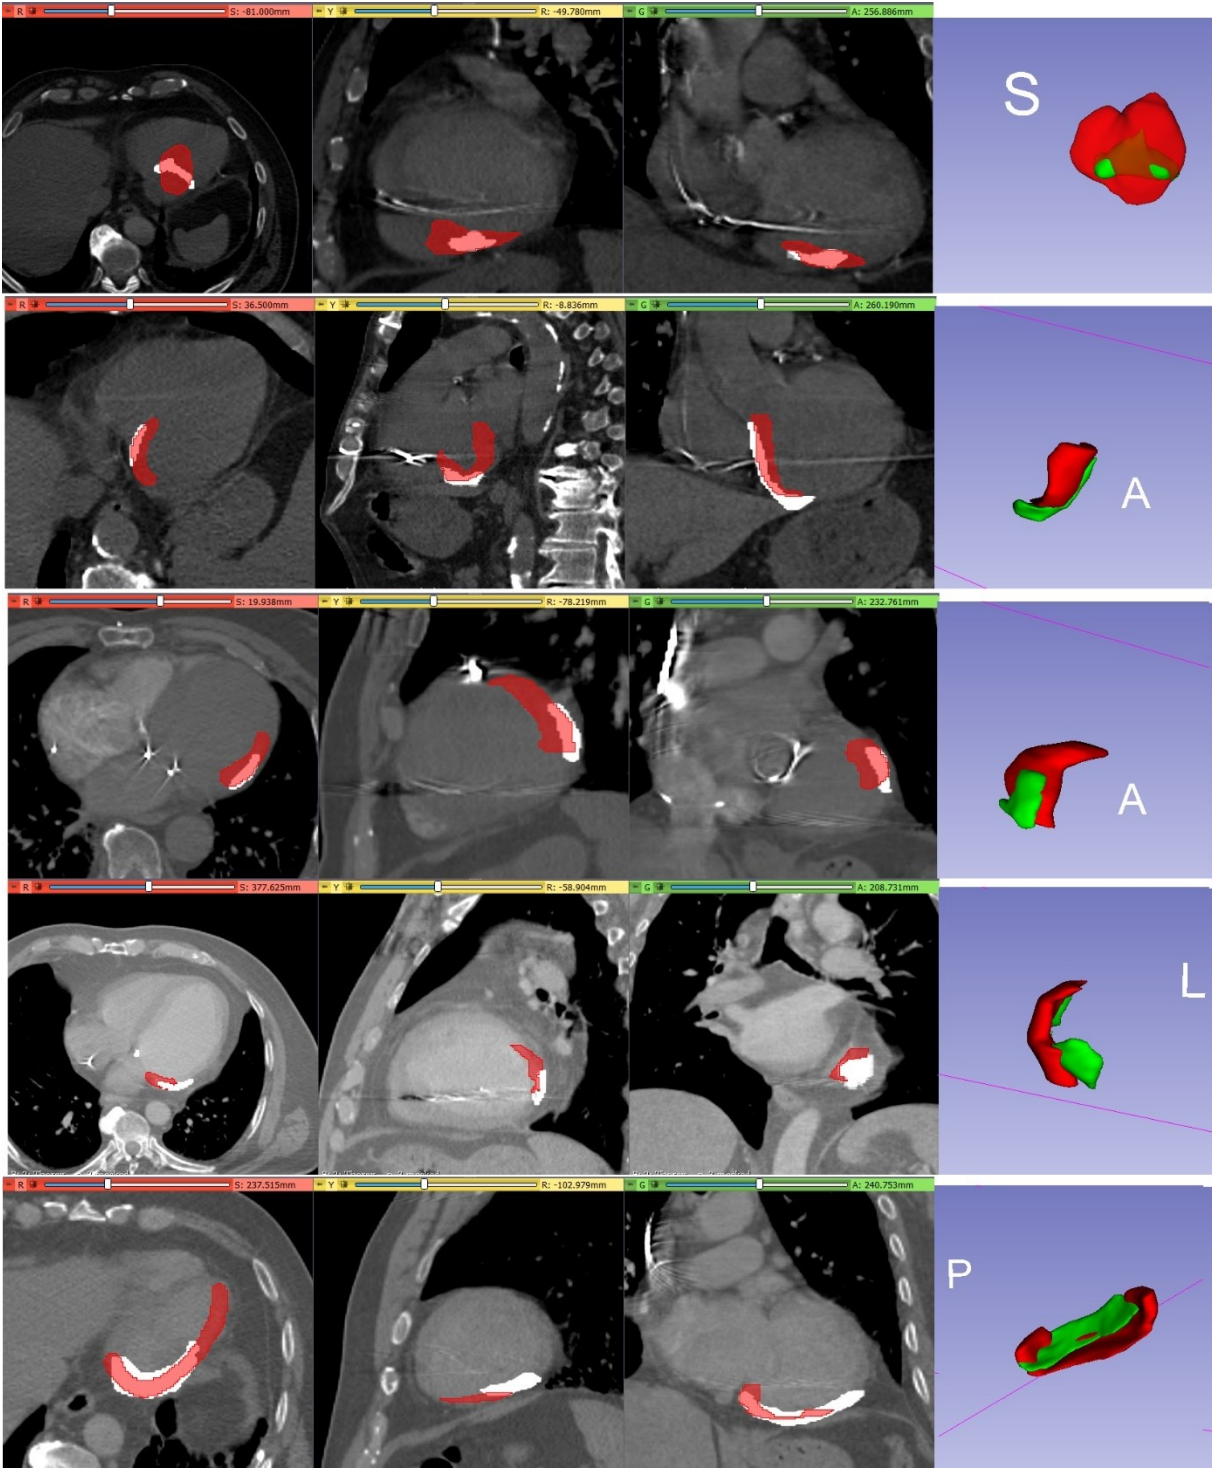 R S: -81.000mm Y R: -49.780mm G A: 256.886mm
S
R S: 36.500mm Y R: -8.836mm G A: 260.190mm
A
R S: 19.938mm Y R: -78.219mm G A: 232.761mm
A
R S: 377.625mm Y R: -58.904mm G A: 208.731mm
L
R S: 237.515mm Y R: -102.979mm G A: 240.753mm
P